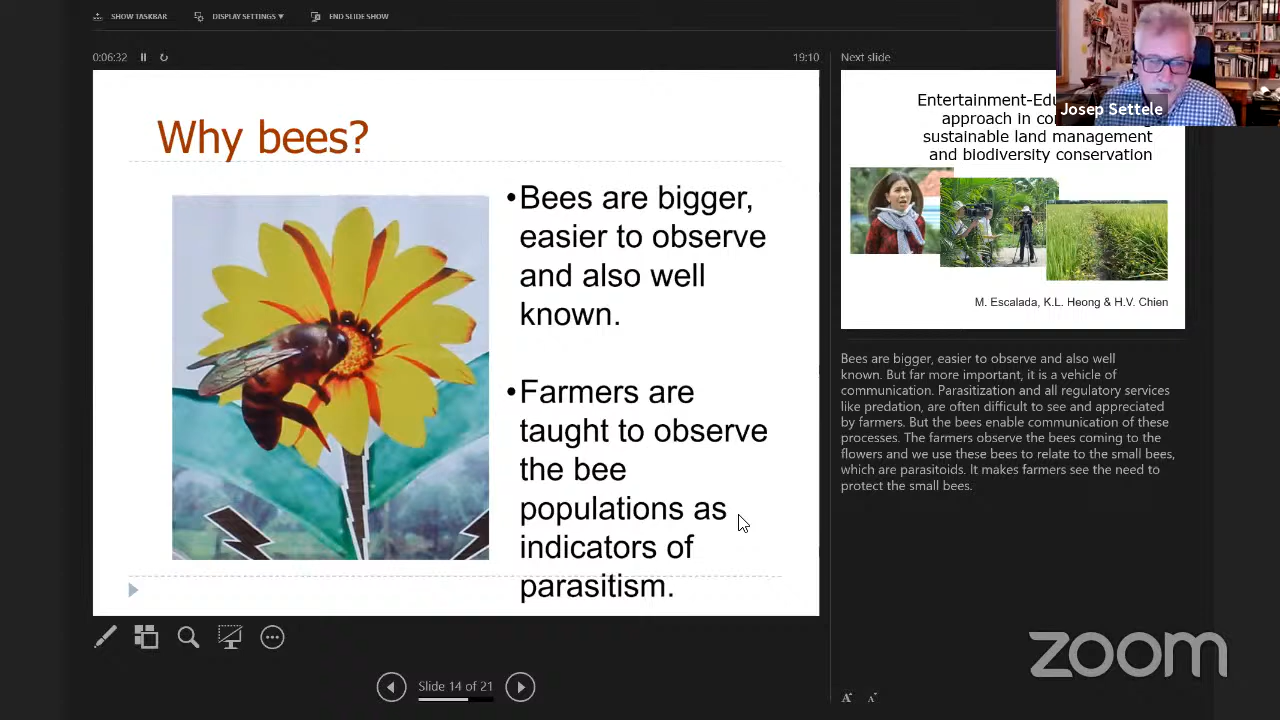 SHOW TASKBAR
DISPLAY SETTINGS ▼
END SLIDE SHOW
0:06:32
19:10
Next slide
Why bees?
•Bees are bigger,
easier to observe
and also well
known.
•Farmers are
taught to observe
the bee
populations as
indicators of
parasitism.
Entertainment-
approach in
sustainable land management
and biodiversity conservation
M. Escalada, K.L. Heong & H.V. Chien
Josep Settele
Bees are bigger, easier to observe and also well
known. But far more important, it is a vehicle of
communication. Parasitization and all regulatory services
like predation, are often difficult to see and appreciated
by farmers. But the bees enable communication of these
processes. The farmers observe the bees coming to the
flowers and we use these bees to relate to the small bees,
which are parasitoids. It makes farmers see the need to
protect the small bees.
Slide 14 of 21
A A
zoom